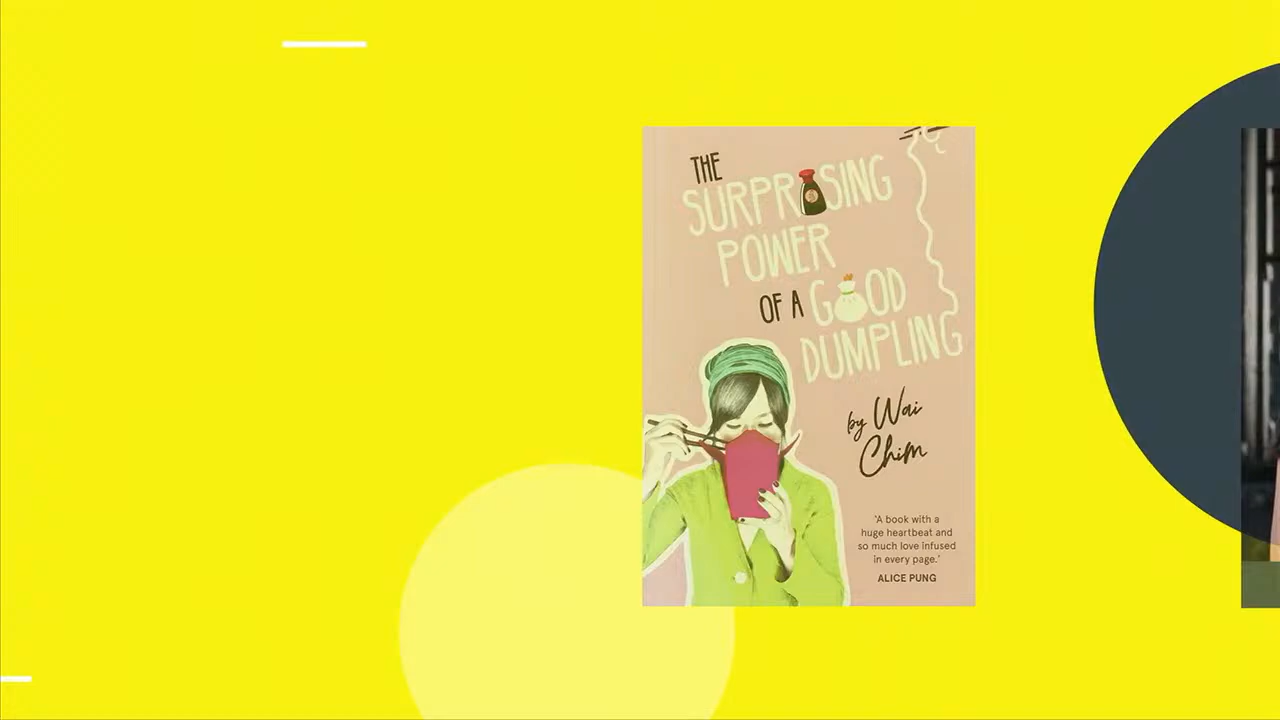 THE
SURPRISING
POWER
OF A GOOD
DUMPLING
by Wai
Chim
'A book with a
huge heartbeat and
so much love infused
in every page.'
ALICE PUNG